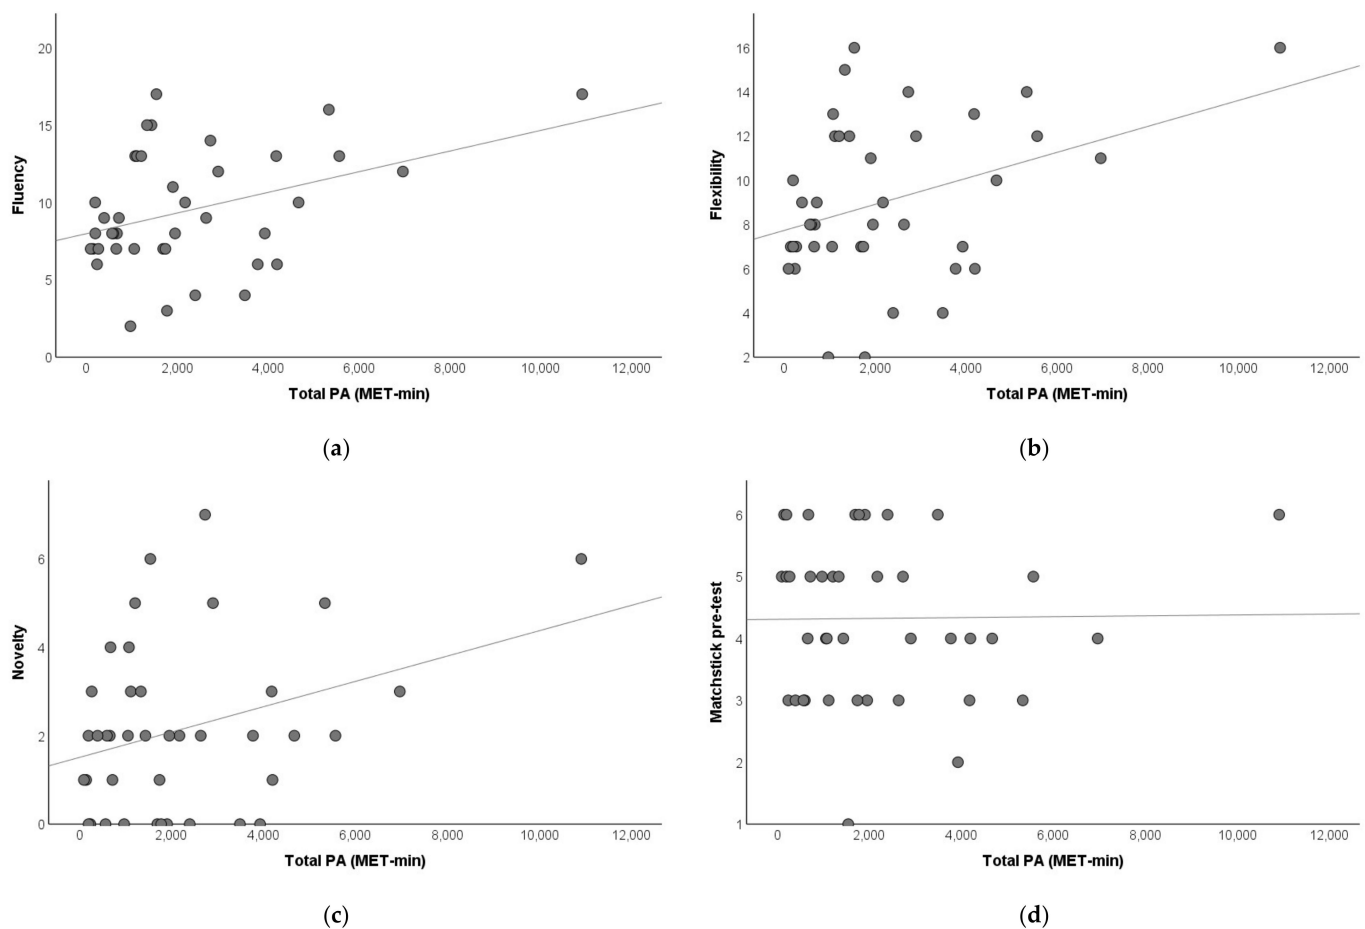 Fluency
20
15
10
5
0
0 2,000 4,000 6,000 8,000 10,000 12,000
Total PA (MET-min)
(a)
Flexibility
16
14
12
10
8
6
4
2
0 2,000 4,000 6,000 8,000 10,000 12,000
Total PA (MET-min)
(b)
Novelty
6
4
2
0
0 2,000 4,000 6,000 8,000 10,000 12,000
Total PA (MET-min)
(c)
Matchstick pre-test
6
5
4
3
2
1
0 2,000 4,000 6,000 8,000 10,000 12,000
Total PA (MET-min)
(d)